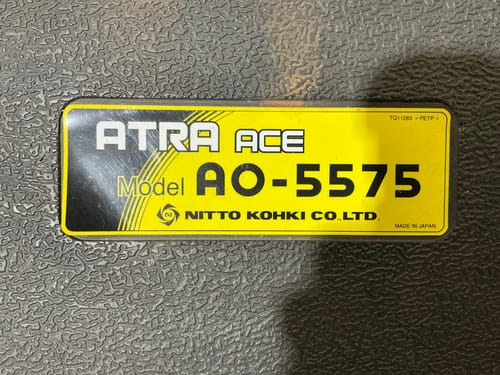 TQ11283 > PETP <
ATRA ACE
Model AO-5575
NITTO KOHKI CO.,LTD.
MADE IN JAPAN